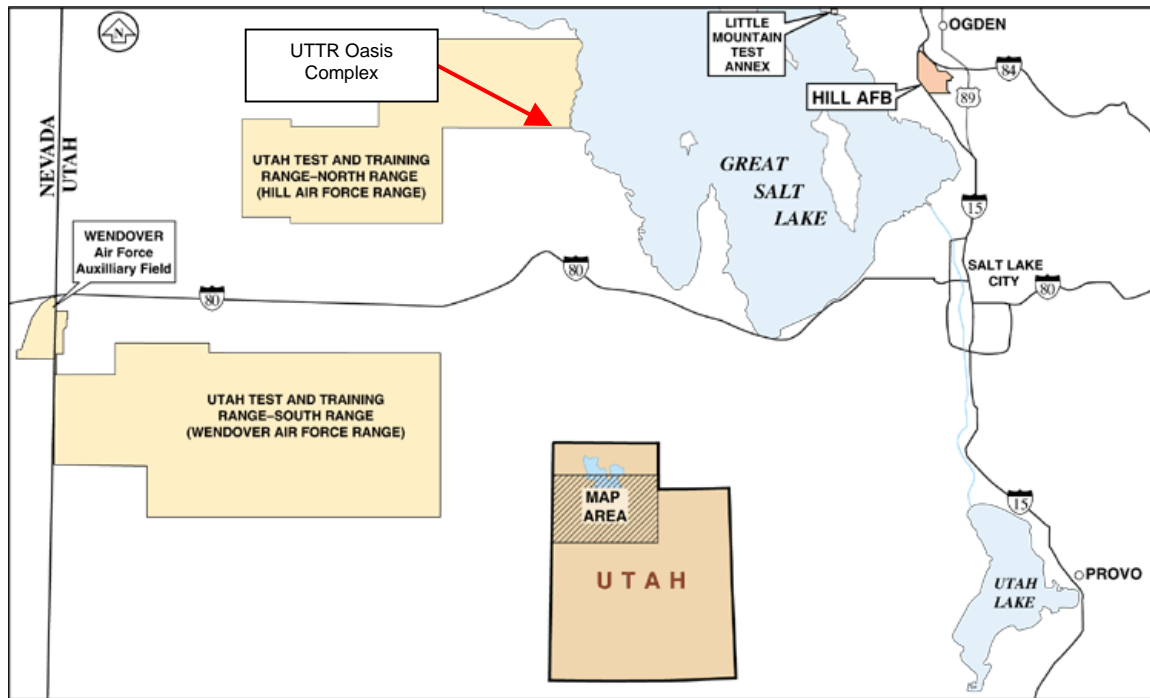 N
UTTR Oasis
Complex
LITTLE
MOUNTAIN
TEST
ANNEX
OGDEN
84
HILL AFB
89
NEVADA
UTAH
UTAH TEST AND TRAINING
RANGE–NORTH RANGE
(HILL AIR FORCE RANGE)
GREAT
SALT
LAKE
15
WENDOVER
Air Force
Auxilliary Field
80
80
SALT LAKE
CITY
80
UTAH TEST AND TRAINING
RANGE–SOUTH RANGE
(WENDOVER AIR FORCE RANGE)
MAP
AREA
UTAH
15
PROVO
UTAH
LAKE